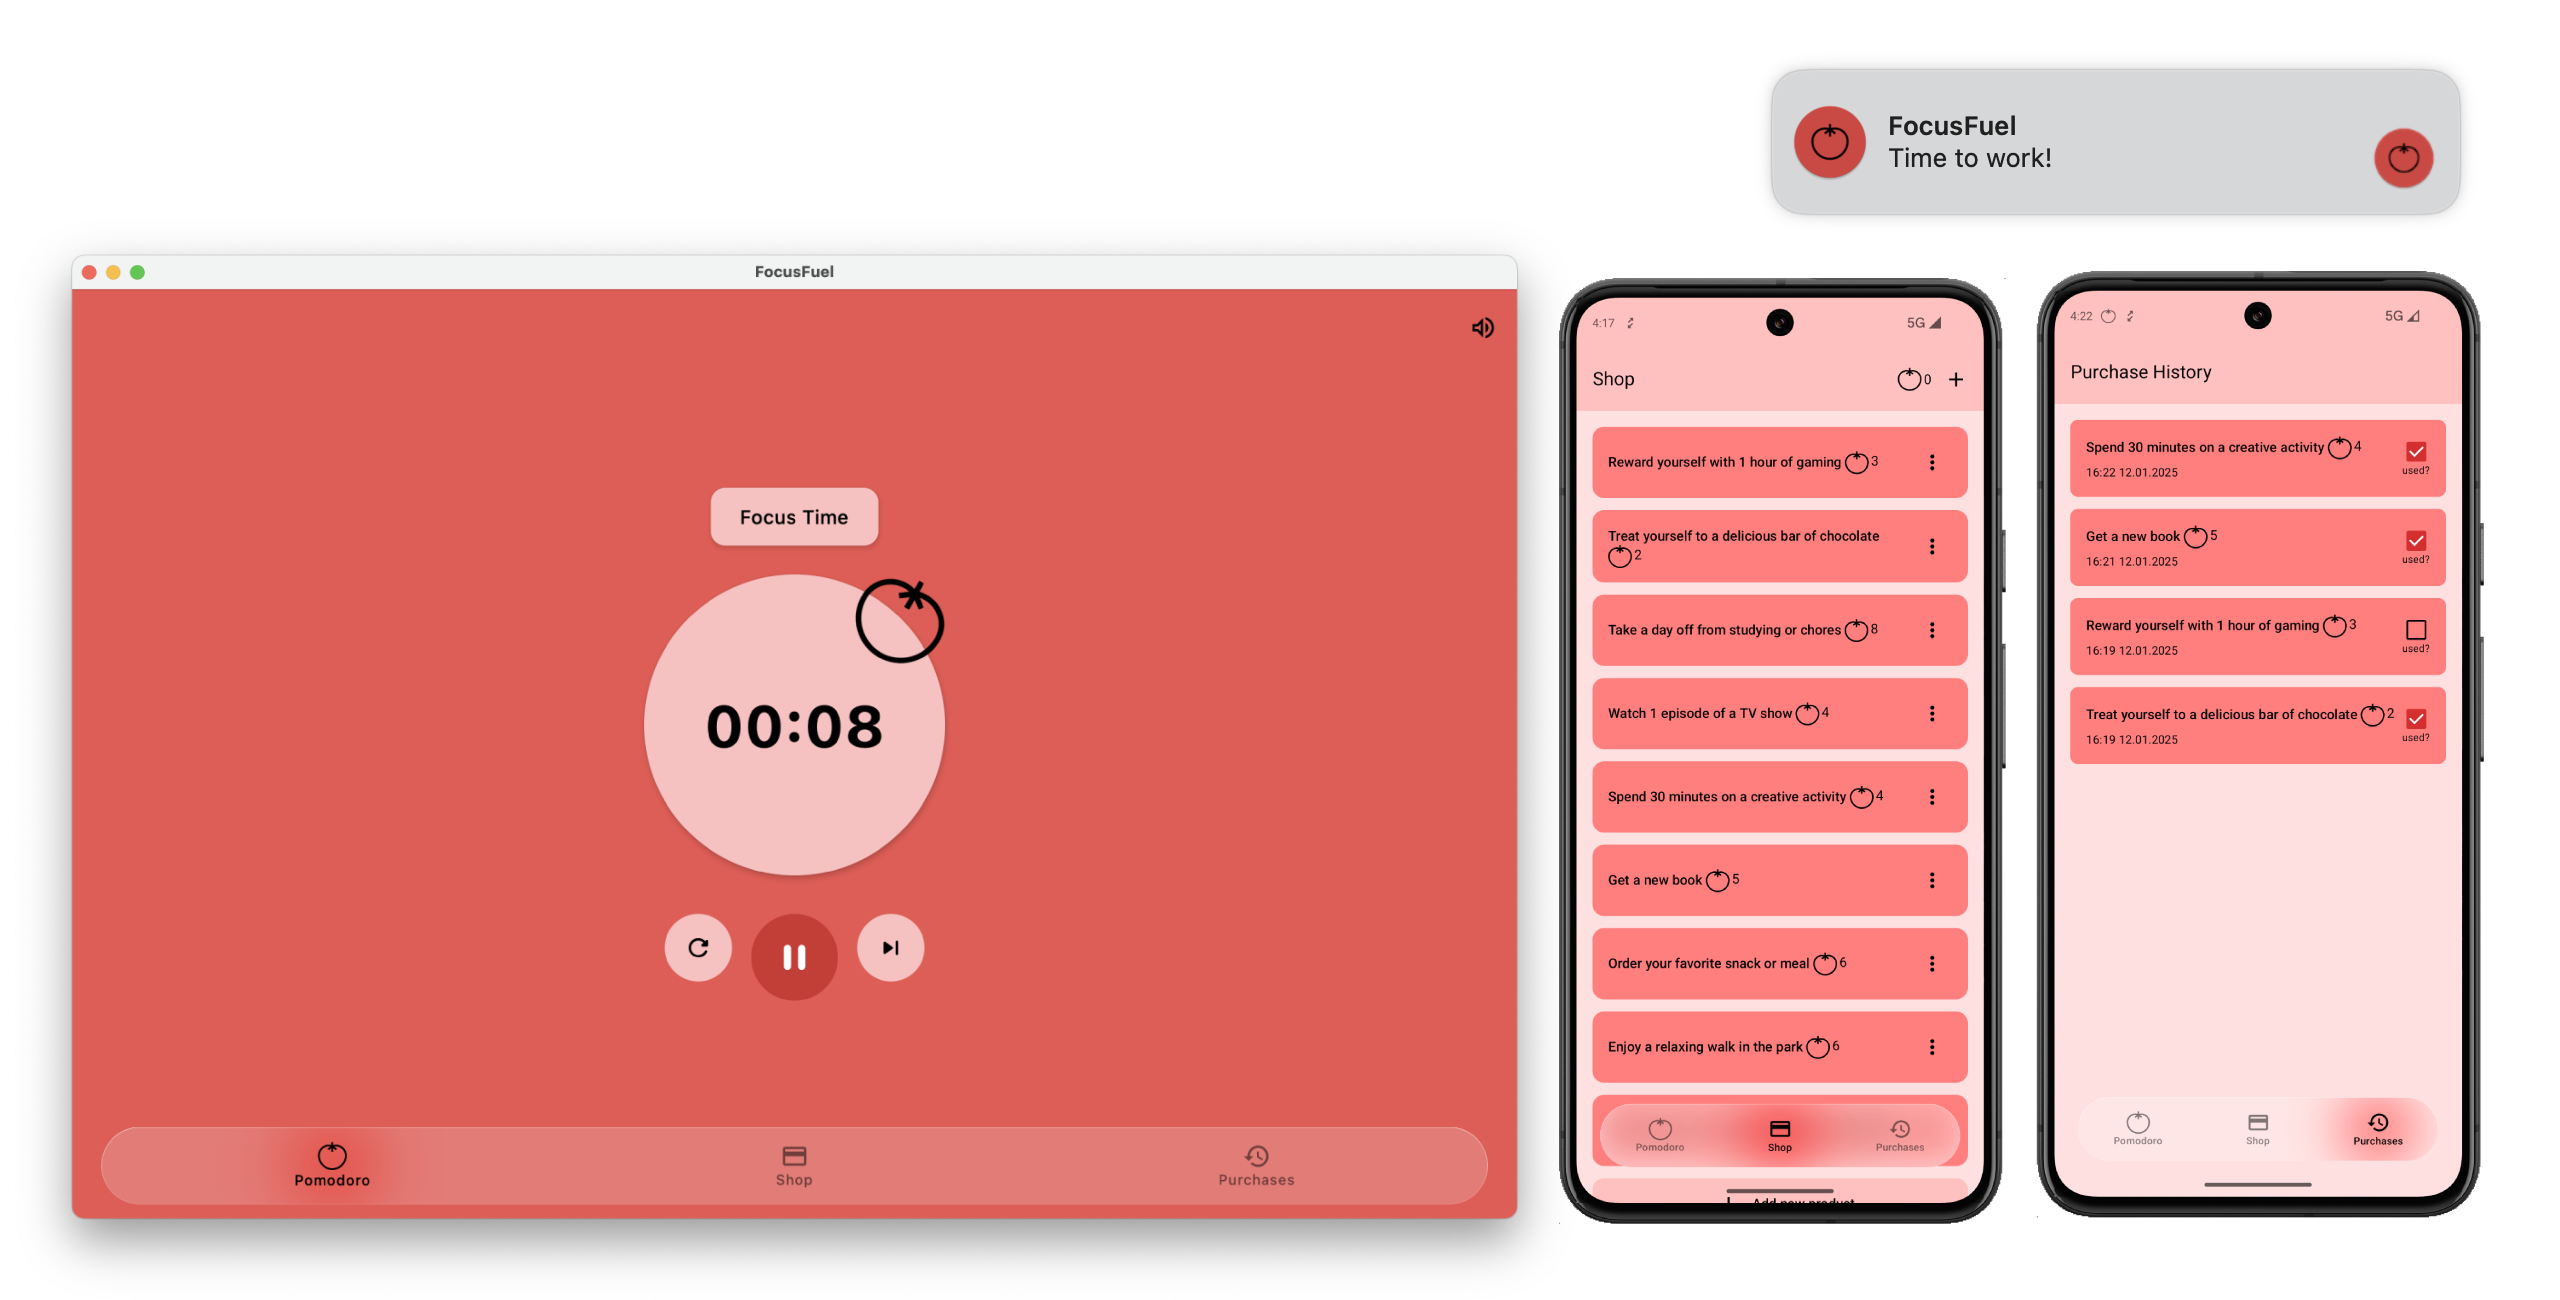 FocusFuel
Time to work!
FocusFuel
Focus Time
00:08
Pomodoro
Shop
Purchases
4:17
5G
Shop
0
Reward yourself with 1 hour of gaming 3
Treat yourself to a delicious bar of chocolate
2
Take a day off from studying or chores 8
Watch 1 episode of a TV show 4
Spend 30 minutes on a creative activity 4
Get a new book 5
Order your favorite snack or meal 6
Enjoy a relaxing walk in the park 6
Pomodoro
Shop
Purchases
Add new product
4:22
5G
Purchase History
Spend 30 minutes on a creative activity 4
16:22 12.01.2025
used?
Get a new book 5
16:21 12.01.2025
used?
Reward yourself with 1 hour of gaming 3
16:19 12.01.2025
used?
Treat yourself to a delicious bar of chocolate 2
16:19 12.01.2025
used?
Pomodoro
Shop
Purchases